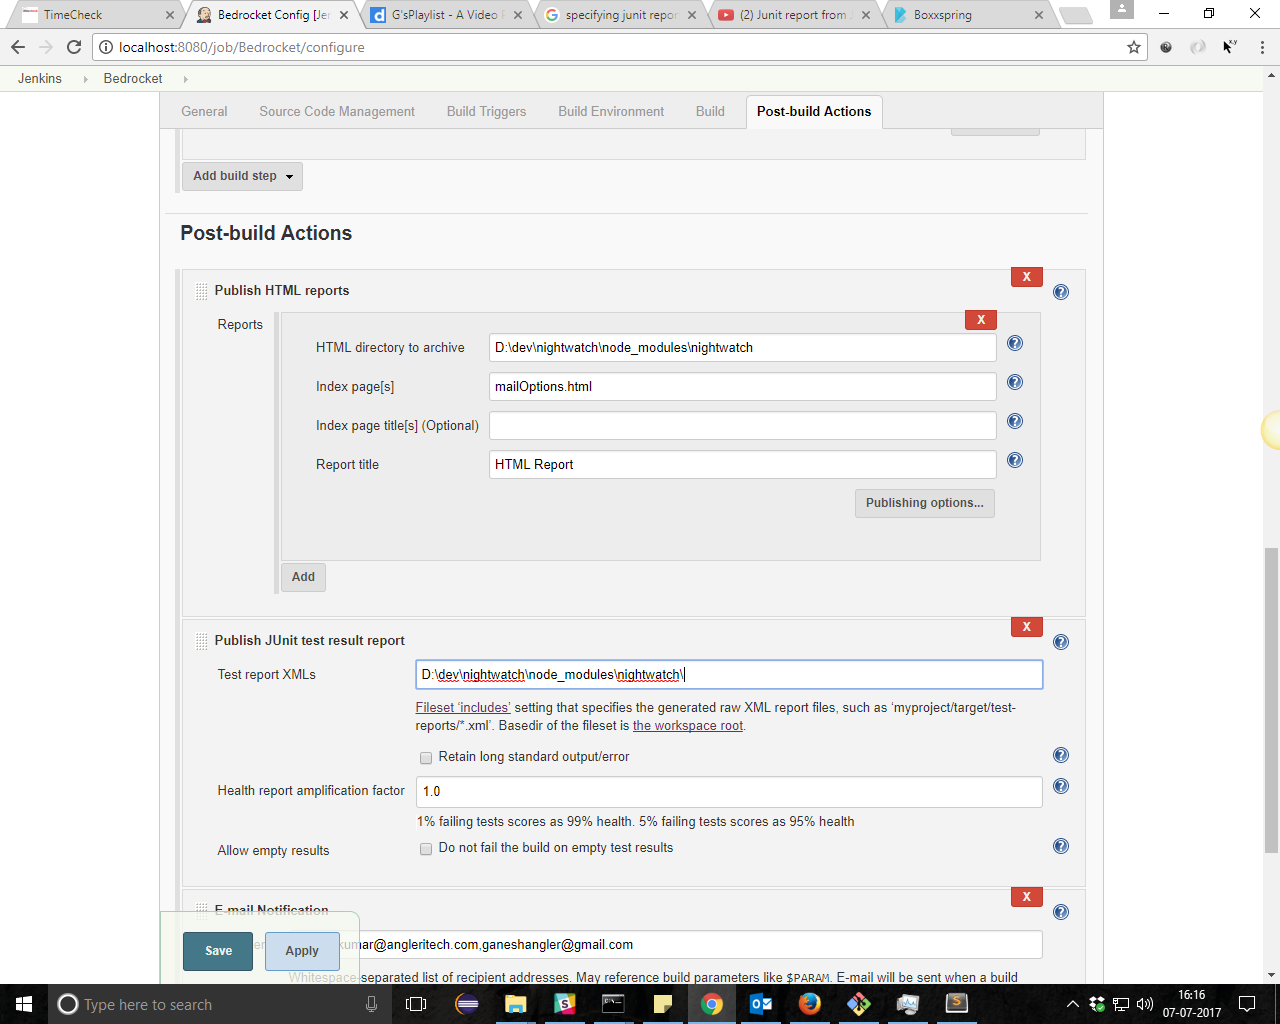 TimeCheck
Bedrocket Config [Je
G'sPlaylist - A Video
specifying junit repo
(2) Junit report from
Boxxspring
localhost:8080/job/Bedrocket/configure
Jenkins
Bedrocket
General
Source Code Management
Build Triggers
Build Environment
Build
Post-build Actions
Add build step
Post-build Actions
X
Publish HTML reports
Reports
X
HTML directory to archive
D:\dev\nightwatch\node_modules\nightwatch
Index page[s]
mailOptions.html
Index page title[s] (Optional)
Report title
HTML Report
Publishing options...
Add
X
Publish JUnit test result report
Test report XMLs
D:\dev\nightwatch\node_modules\nightwatch\
Fileset ‘includes’ setting that specifies the generated raw XML report files, such as ‘myproject/target/test-
reports/*.xml’. Basedir of the fileset is the workspace root.
Retain long standard output/error
Health report amplification factor
1.0
1% failing tests scores as 99% health. 5% failing tests scores as 95% health
Allow empty results
Do not fail the build on empty test results
X
E-mail Notification
umar@angleritech.com,ganeshangler@gmail.com
Save
Apply
Whitespace-separated list of recipient addresses. May reference build parameters like $PARAM. E-mail will be sent when a build
Type here to search
16:16
07-07-2017